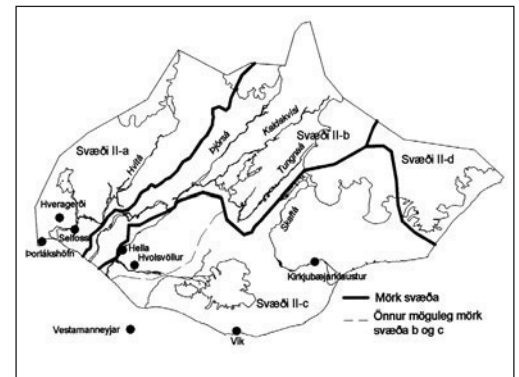 Kaldakvísl
Þjórsá
Svæði II-b
Svæði II-a
Hvítá
Tungnaá
Svæði II-d
Hveragerði
Skaftá
Selfoss
Þorlákshöfn
Hella
Hvolsvöllur
Kirkjubæjarklaustur
Svæði II-c
Mörk svæða
Önnur möguleg mörk
svæða b og c
Vestamanneyjar
Vík